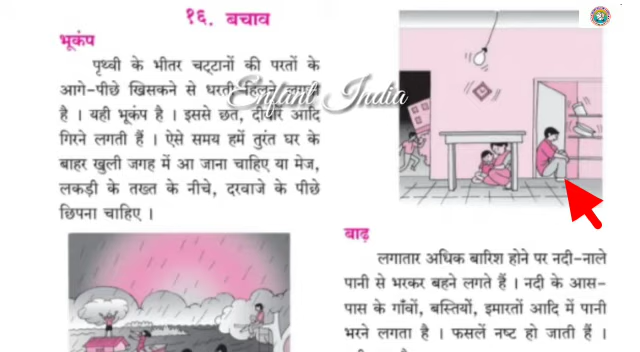 १६. बचाव
भूकंप
पृथ्वी के भीतर चट्टानों की परतों के
आगे-पीछे खिसकने से धरती हिलने
है । यही भूकंप है । इससे छत, दीवारें आदि
गिरने लगती हैं । ऐसे समय हमें तुरंत घर के
बाहर खुली जगह में आ जाना चाहिए या मेज,
लकड़ी के तख्त के नीचे, दरवाजे के पीछे
छिपना चाहिए ।
Enfant India
बाढ़
लगातार अधिक बारिश होने पर नदी-नाले
पानी से भरकर बहने लगते हैं । नदी के आस-
पास के गाँवों, बस्तियों, इमारतों आदि में पानी
भरने लगता है । फसलें नष्ट हो जाती हैं ।